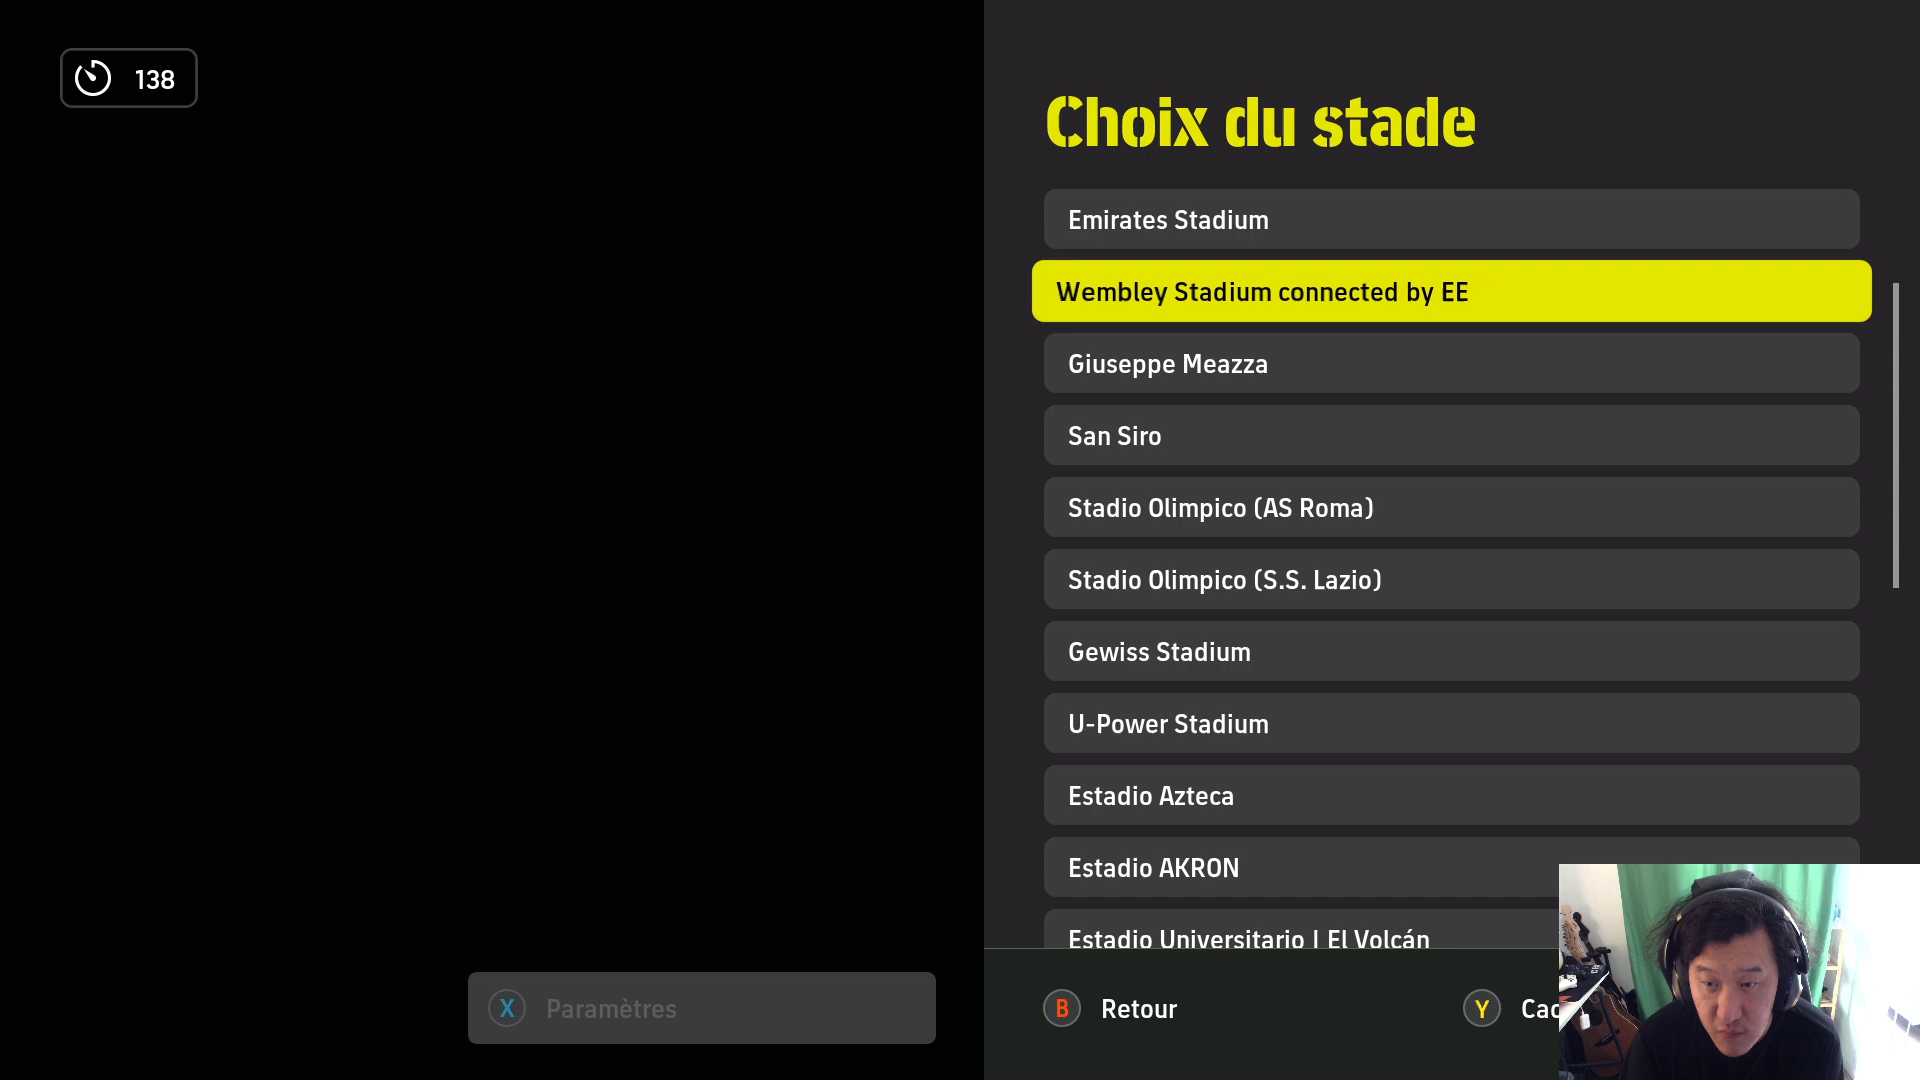 138
Choix du stade
Emirates Stadium
Wembley Stadium connected by EE
Giuseppe Meazza
San Siro
Stadio Olimpico (AS Roma)
Stadio Olimpico (S.S. Lazio)
Gewiss Stadium
U-Power Stadium
Estadio Azteca
Estadio AKRON
Estadio Universitario | El Volcán
X Paramètres
B Retour
Y